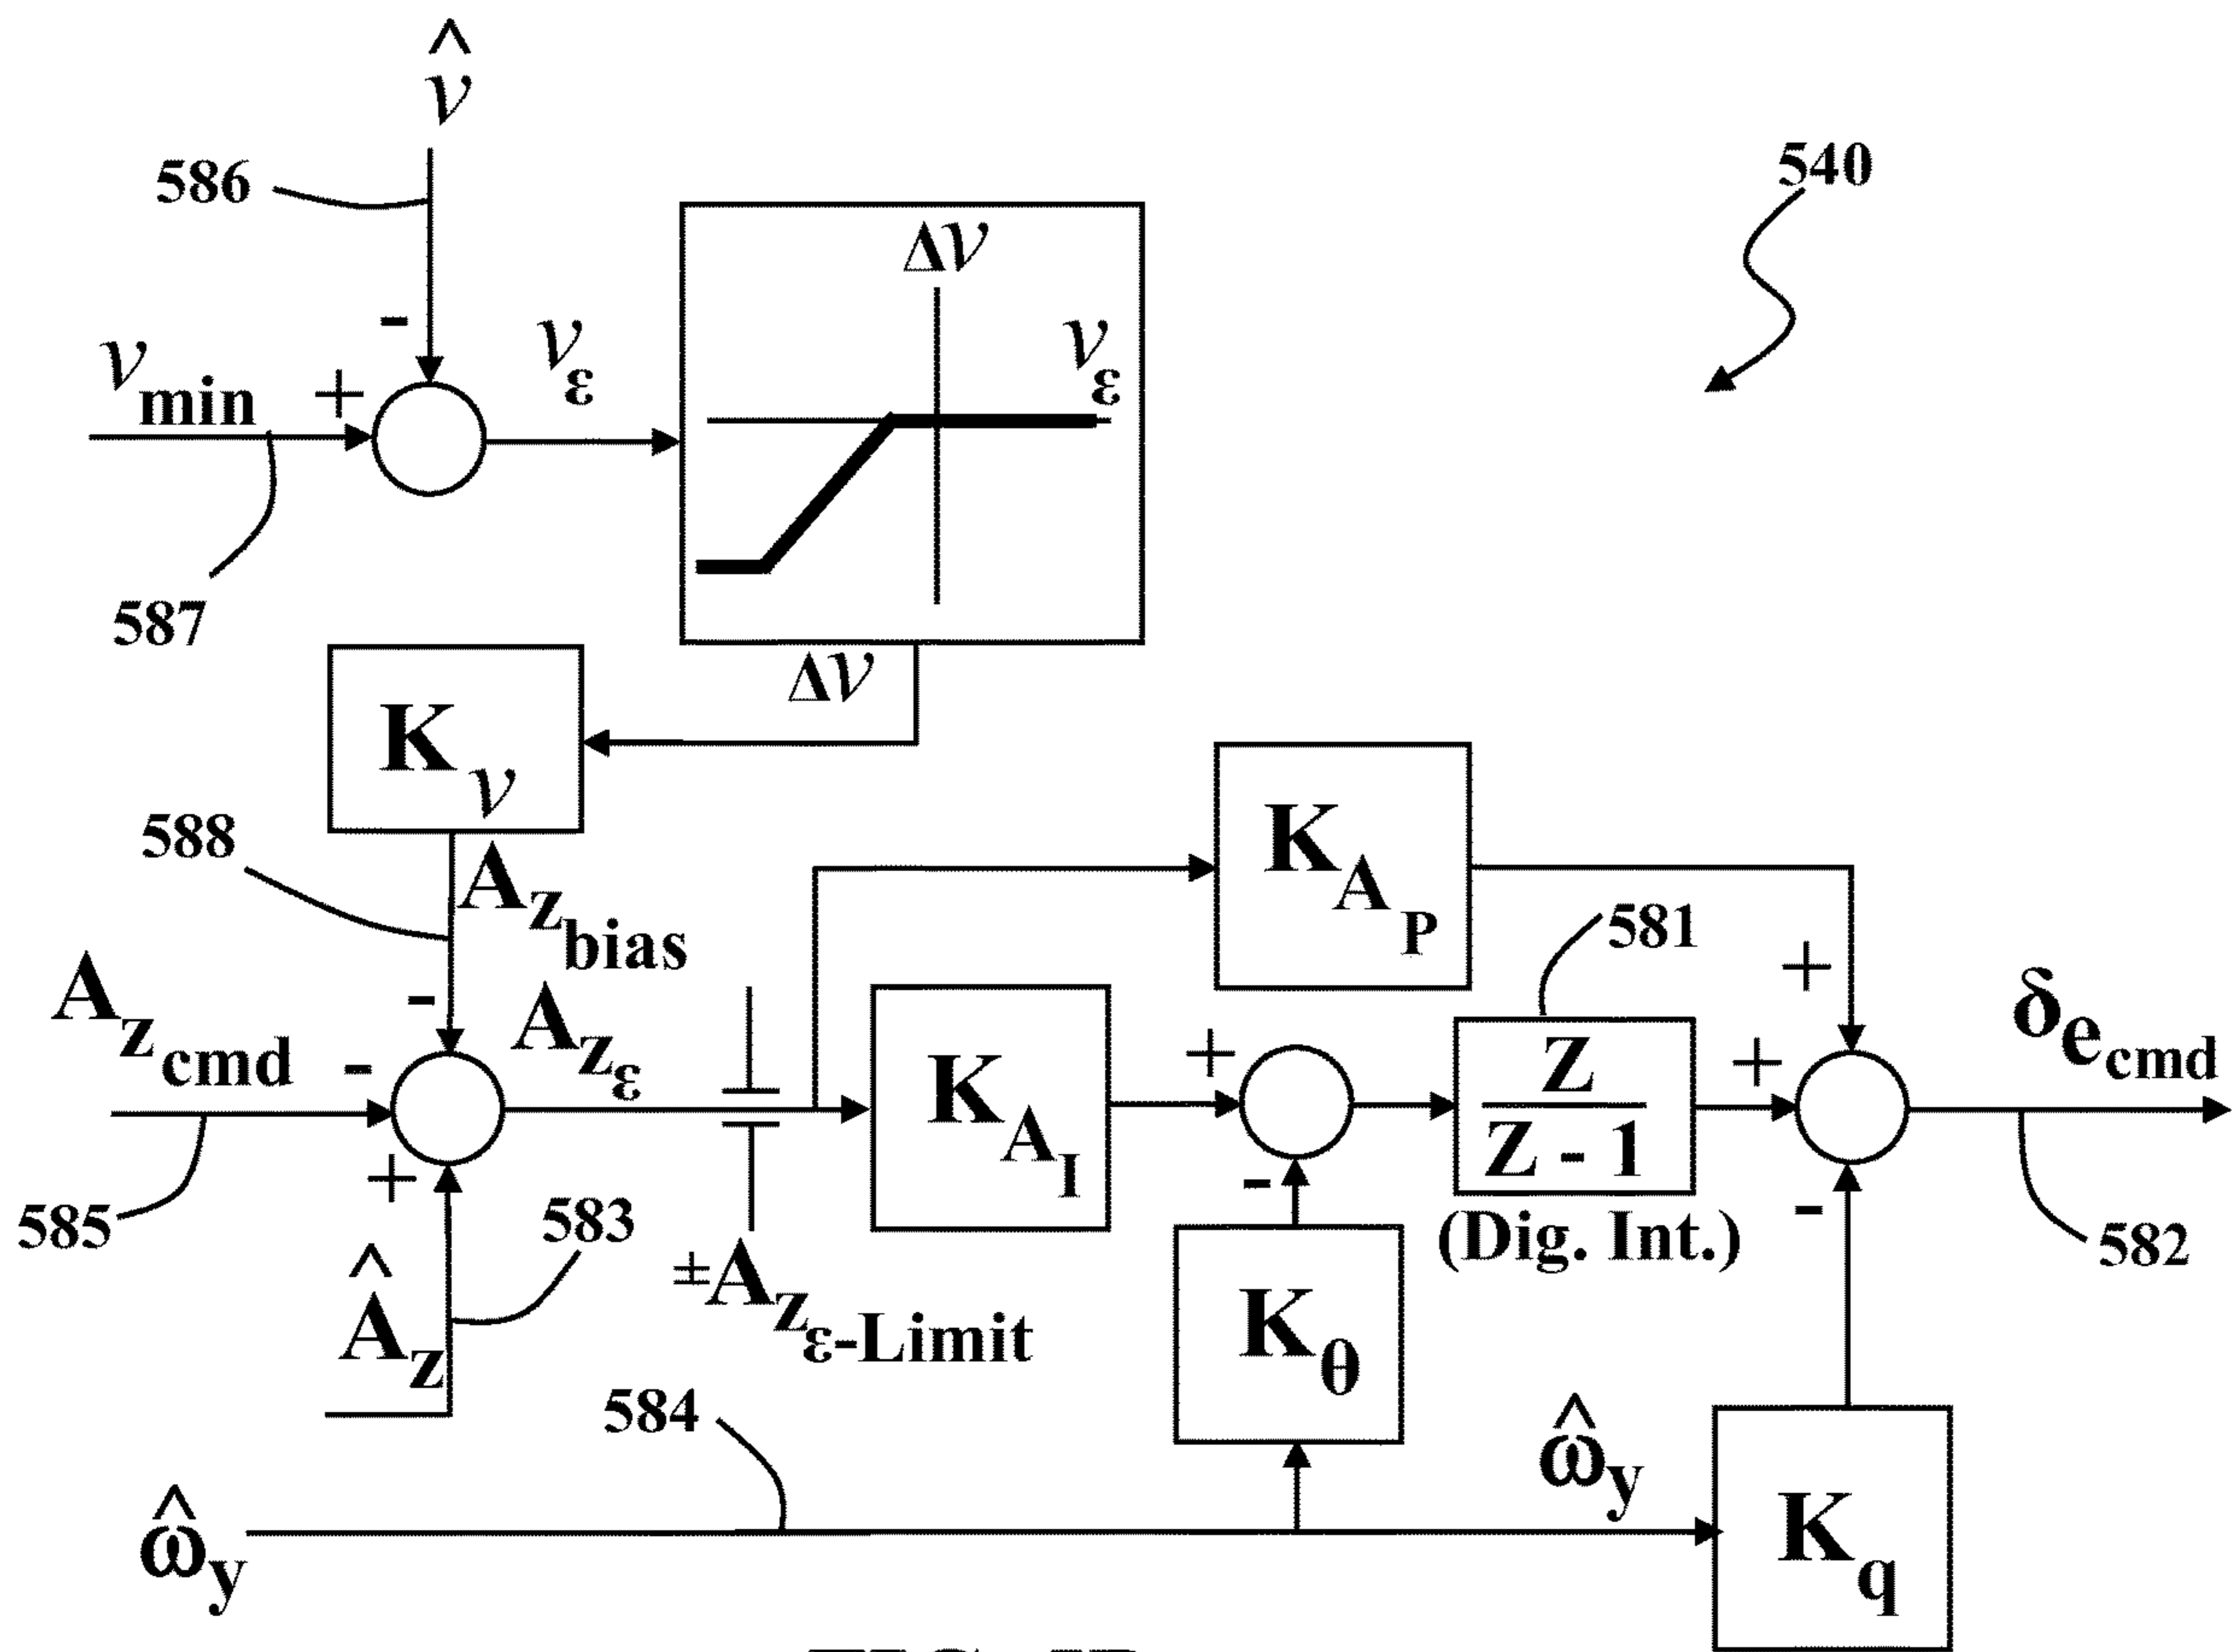 v̂
586
540
Δv
-
v_min
+
v_ε
v_ε
587
Δv
K_v
588
A_z_bias
K_A_P
581
+
A_z_cmd
-
-
A_z_ε
K_A_I
+
Z
Z - 1
+
δ_e_cmd
+
-
-
585
583
(Dig. Int.)
582
Â_z
±A_z_ε-Limit
K_θ
584
ω̂_y
ω̂_y
K_q